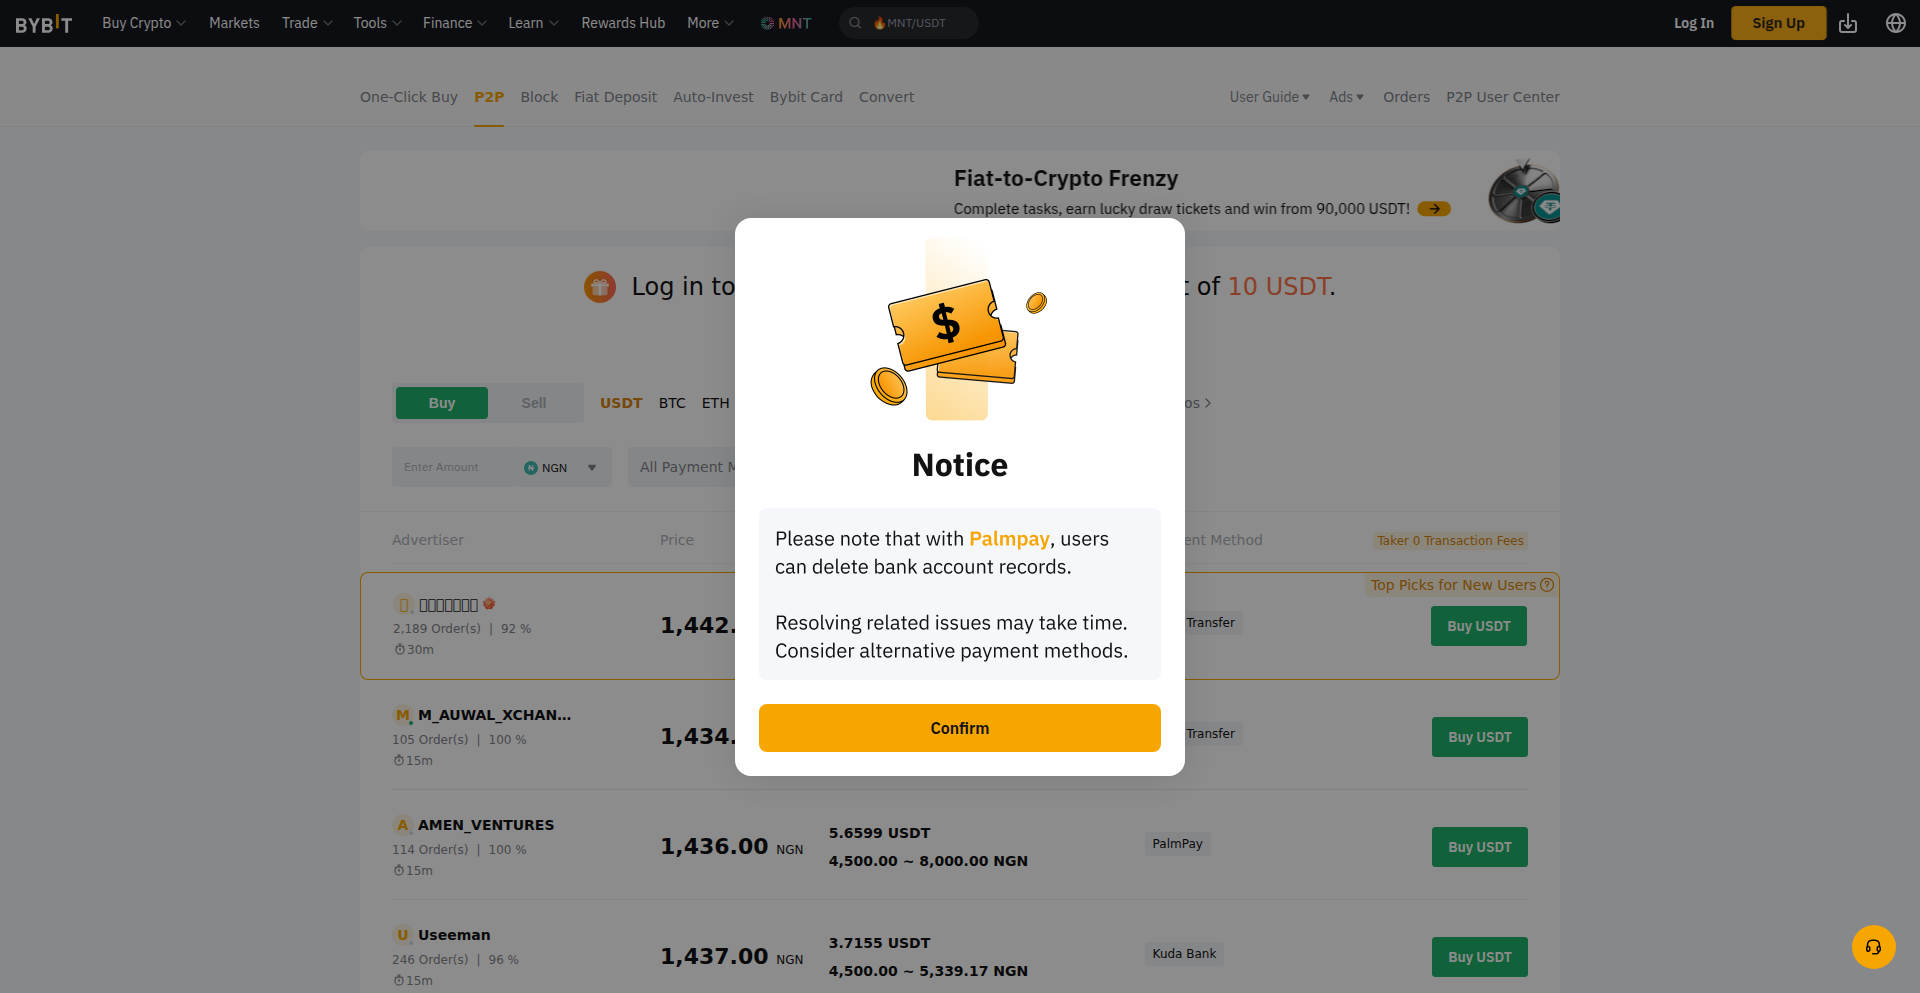 BYBIT
Buy Crypto
Markets
Trade
Tools
Finance
Learn
Rewards Hub
More
MNT
MNT/USDT
Log In
Sign Up
One-Click Buy
P2P
Block
Fiat Deposit
Auto-Invest
Bybit Card
Convert
User Guide
Ads
Orders
P2P User Center
Fiat-to-Crypto Frenzy
Complete tasks, earn lucky draw tickets and win from 90,000 USDT!
Log in to
of 10 USDT.
Buy
Sell
USDT
BTC
ETH
os
Enter Amount
NGN
All Payment M
Advertiser
Price
nt Method
Taker 0 Transaction Fees
Top Picks for New Users
2,189 Order(s) | 92 %
30m
1,442.
Transfer
Buy USDT
M
M_AUWAL_XCHAN...
105 Order(s) | 100 %
15m
1,434.
Transfer
Buy USDT
A
AMEN_VENTURES
114 Order(s) | 100 %
15m
1,436.00 NGN
5.6599 USDT
4,500.00 ~ 8,000.00 NGN
PalmPay
Buy USDT
U
Useeman
246 Order(s) | 96 %
15m
1,437.00 NGN
3.7155 USDT
4,500.00 ~ 5,339.17 NGN
Kuda Bank
Buy USDT
$
Notice
Please note that with Palmpay, users
can delete bank account records.
Resolving related issues may take time.
Consider alternative payment methods.
Confirm